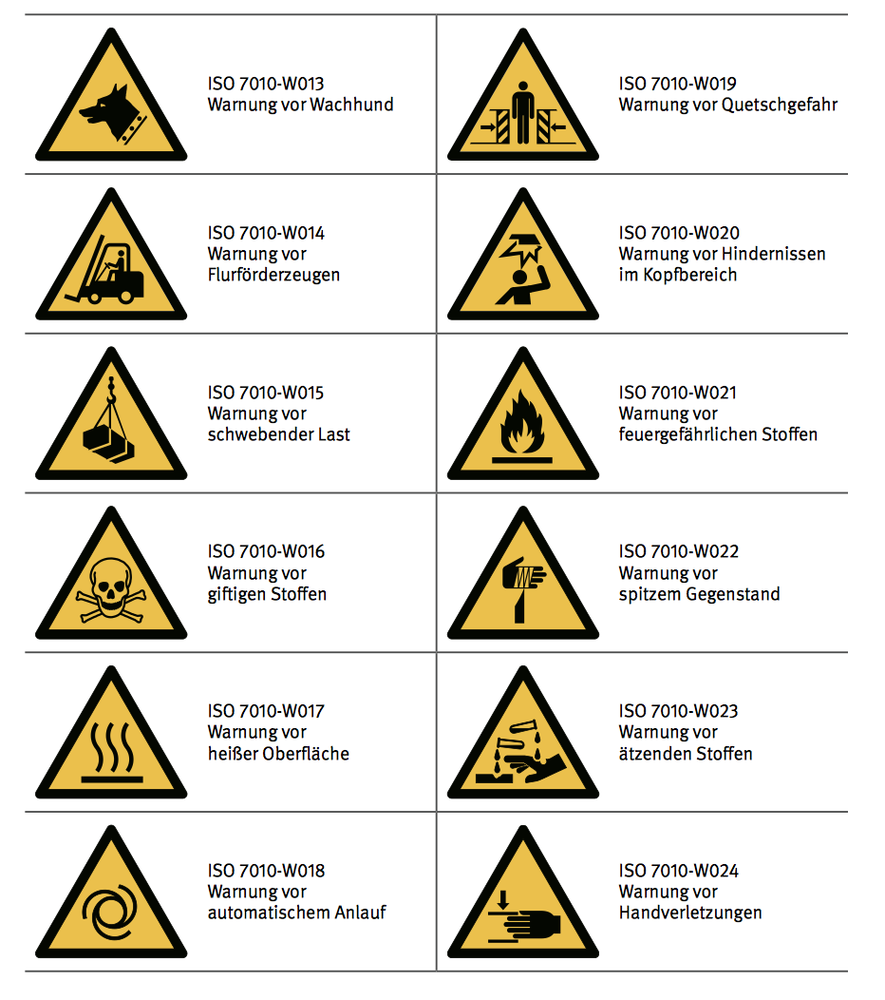 ISO 7010-W013
Warnung vor Wachhund
ISO 7010-W019
Warnung vor Quetschgefahr
ISO 7010-W014
Warnung vor
Flurförderzeugen
ISO 7010-W020
Warnung vor Hindernissen
im Kopfbereich
ISO 7010-W015
Warnung vor
schwebender Last
ISO 7010-W021
Warnung vor
feuergefährlichen Stoffen
ISO 7010-W016
Warnung vor
giftigen Stoffen
ISO 7010-W022
Warnung vor
spitzem Gegenstand
ISO 7010-W017
Warnung vor
heißer Oberfläche
ISO 7010-W023
Warnung vor
ätzenden Stoffen
ISO 7010-W018
Warnung vor
automatischem Anlauf
ISO 7010-W024
Warnung vor
Handverletzungen